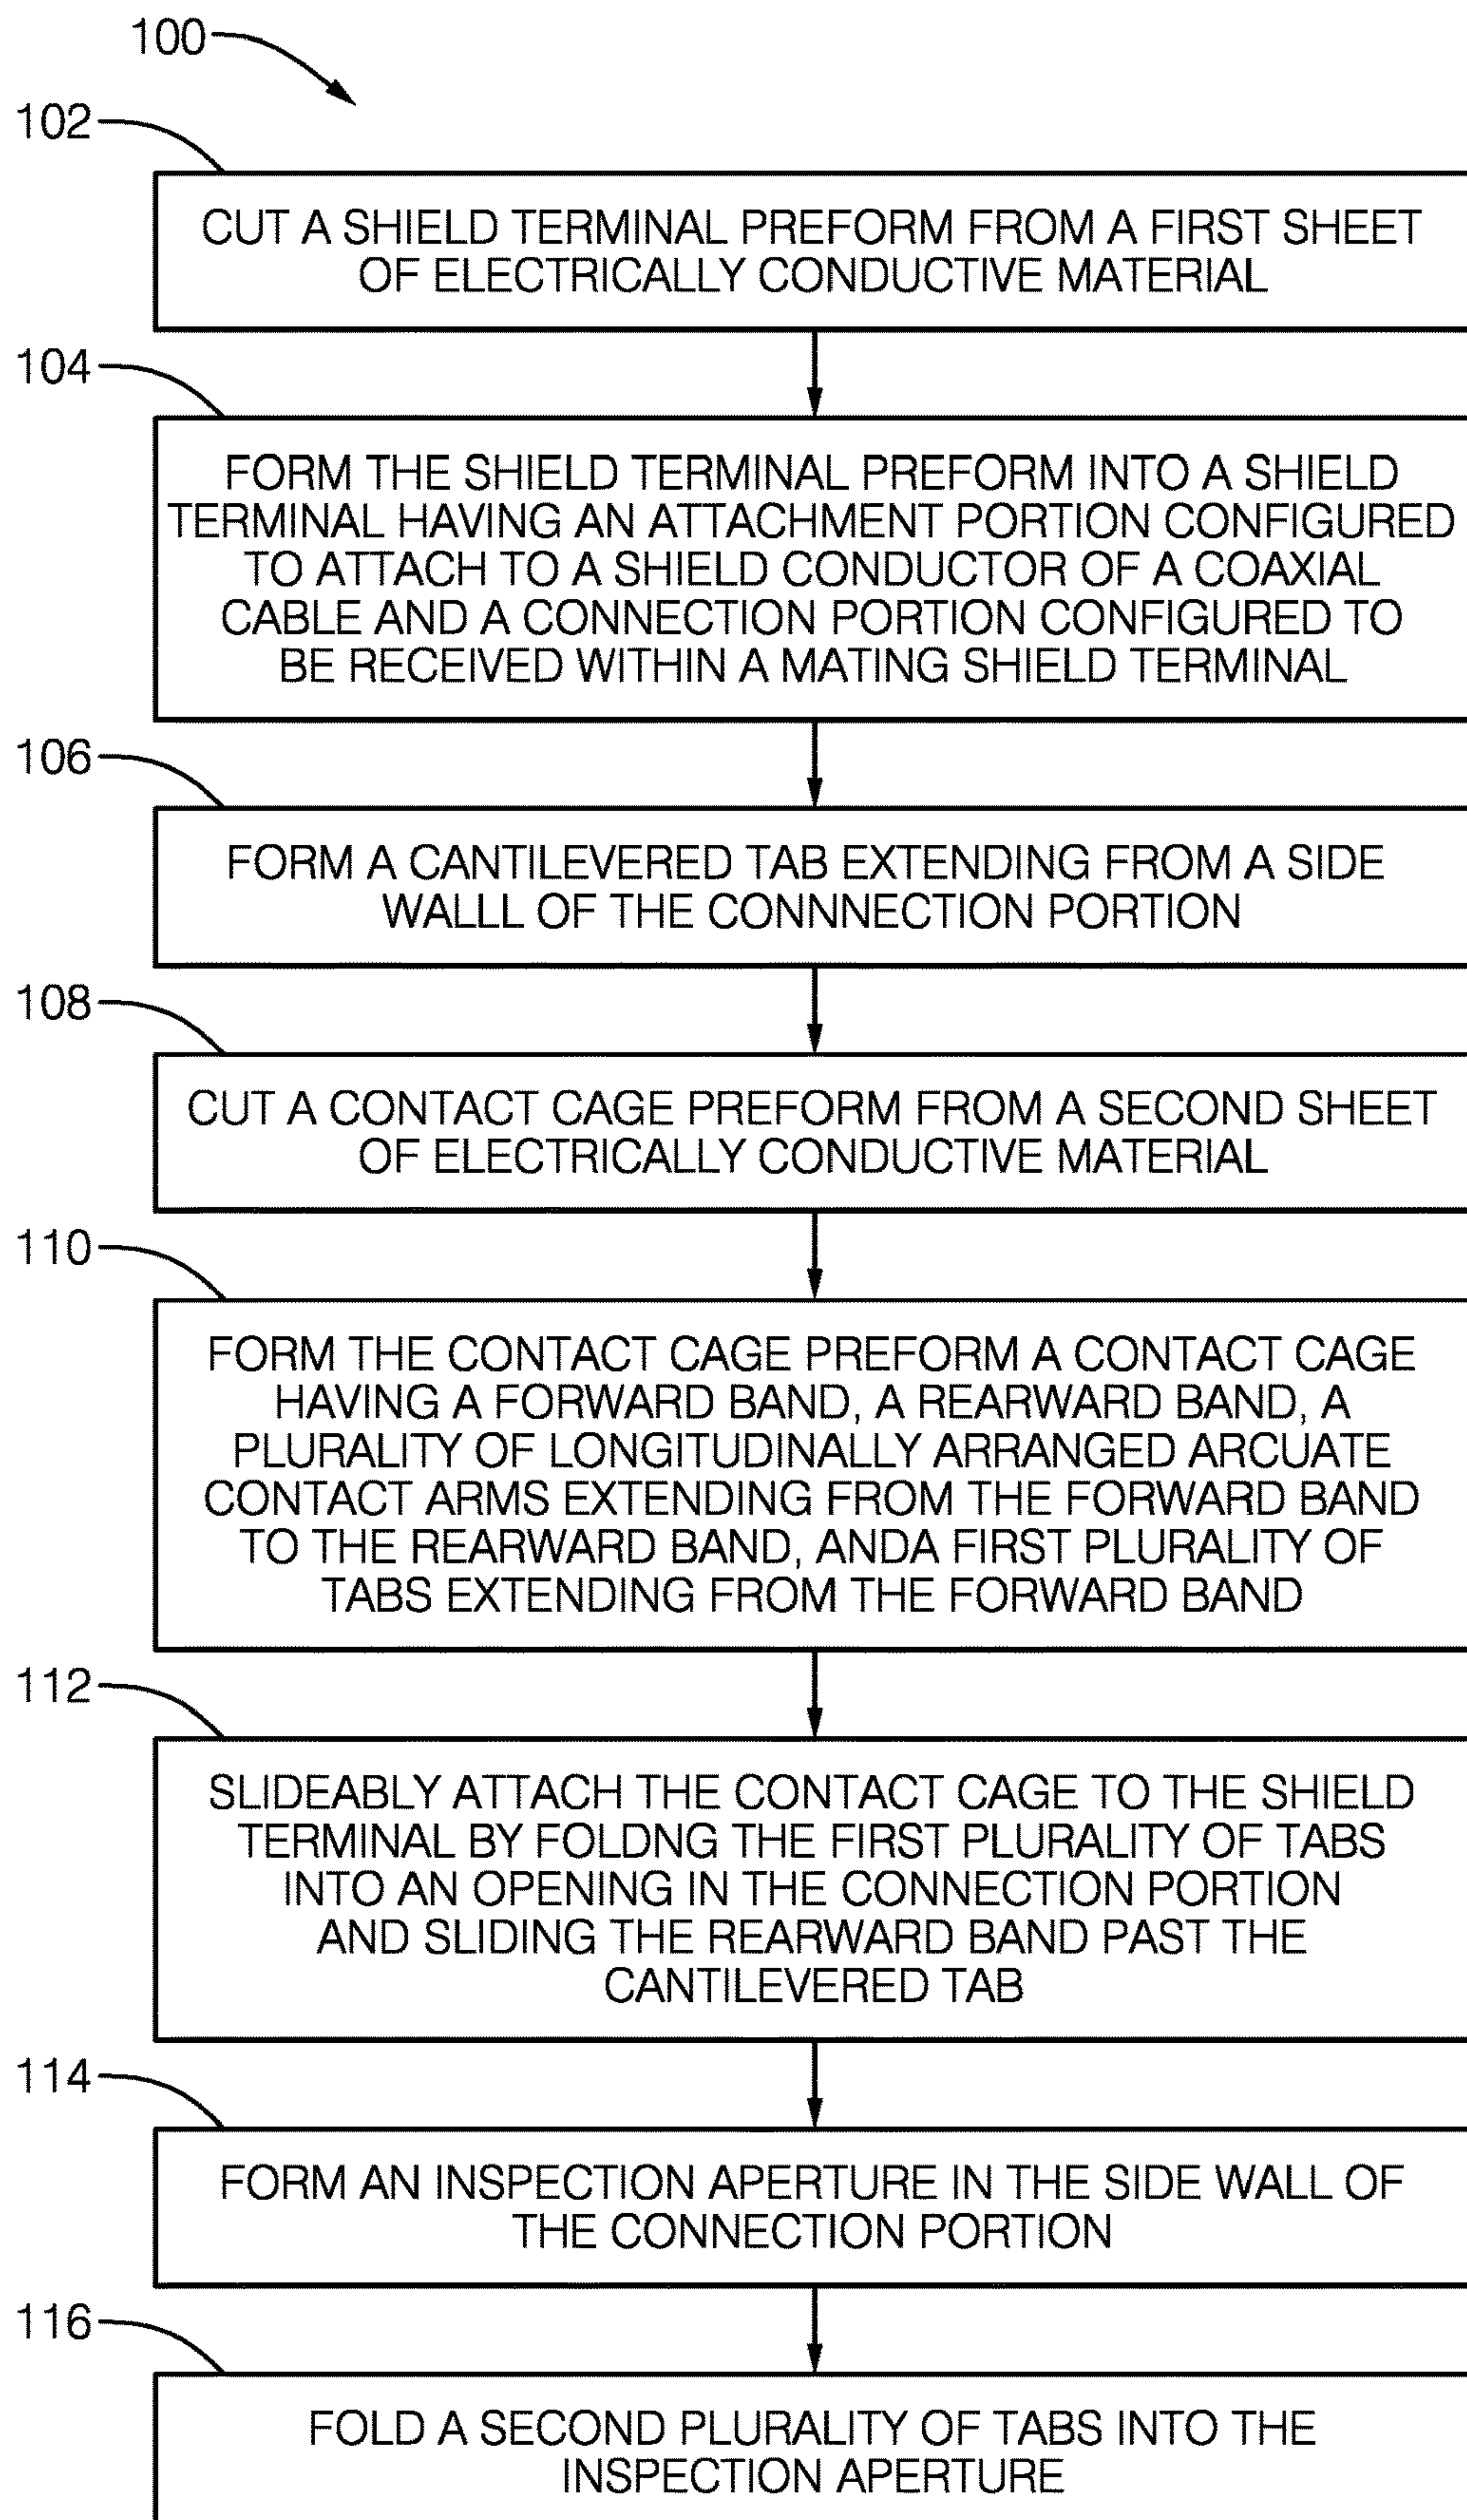 100
102
CUT A SHIELD TERMINAL PREFORM FROM A FIRST SHEET
OF ELECTRICALLY CONDUCTIVE MATERIAL
104
FORM THE SHIELD TERMINAL PREFORM INTO A SHIELD
TERMINAL HAVING AN ATTACHMENT PORTION CONFIGURED
TO ATTACH TO A SHIELD CONDUCTOR OF A COAXIAL
CABLE AND A CONNECTION PORTION CONFIGURED TO
BE RECEIVED WITHIN A MATING SHIELD TERMINAL
106
FORM A CANTILEVERED TAB EXTENDING FROM A SIDE
WALLL OF THE CONNNECTION PORTION
108
CUT A CONTACT CAGE PREFORM FROM A SECOND SHEET
OF ELECTRICALLY CONDUCTIVE MATERIAL
110
FORM THE CONTACT CAGE PREFORM A CONTACT CAGE
HAVING A FORWARD BAND, A REARWARD BAND, A
PLURALITY OF LONGITUDINALLY ARRANGED ARCUATE
CONTACT ARMS EXTENDING FROM THE FORWARD BAND
TO THE REARWARD BAND, ANDA FIRST PLURALITY OF
TABS EXTENDING FROM THE FORWARD BAND
112
SLIDEABLY ATTACH THE CONTACT CAGE TO THE SHIELD
TERMINAL BY FOLDNG THE FIRST PLURALITY OF TABS
INTO AN OPENING IN THE CONNECTION PORTION
AND SLIDING THE REARWARD BAND PAST THE
CANTILEVERED TAB
114
FORM AN INSPECTION APERTURE IN THE SIDE WALL OF
THE CONNECTION PORTION
116
FOLD A SECOND PLURALITY OF TABS INTO THE
INSPECTION APERTURE